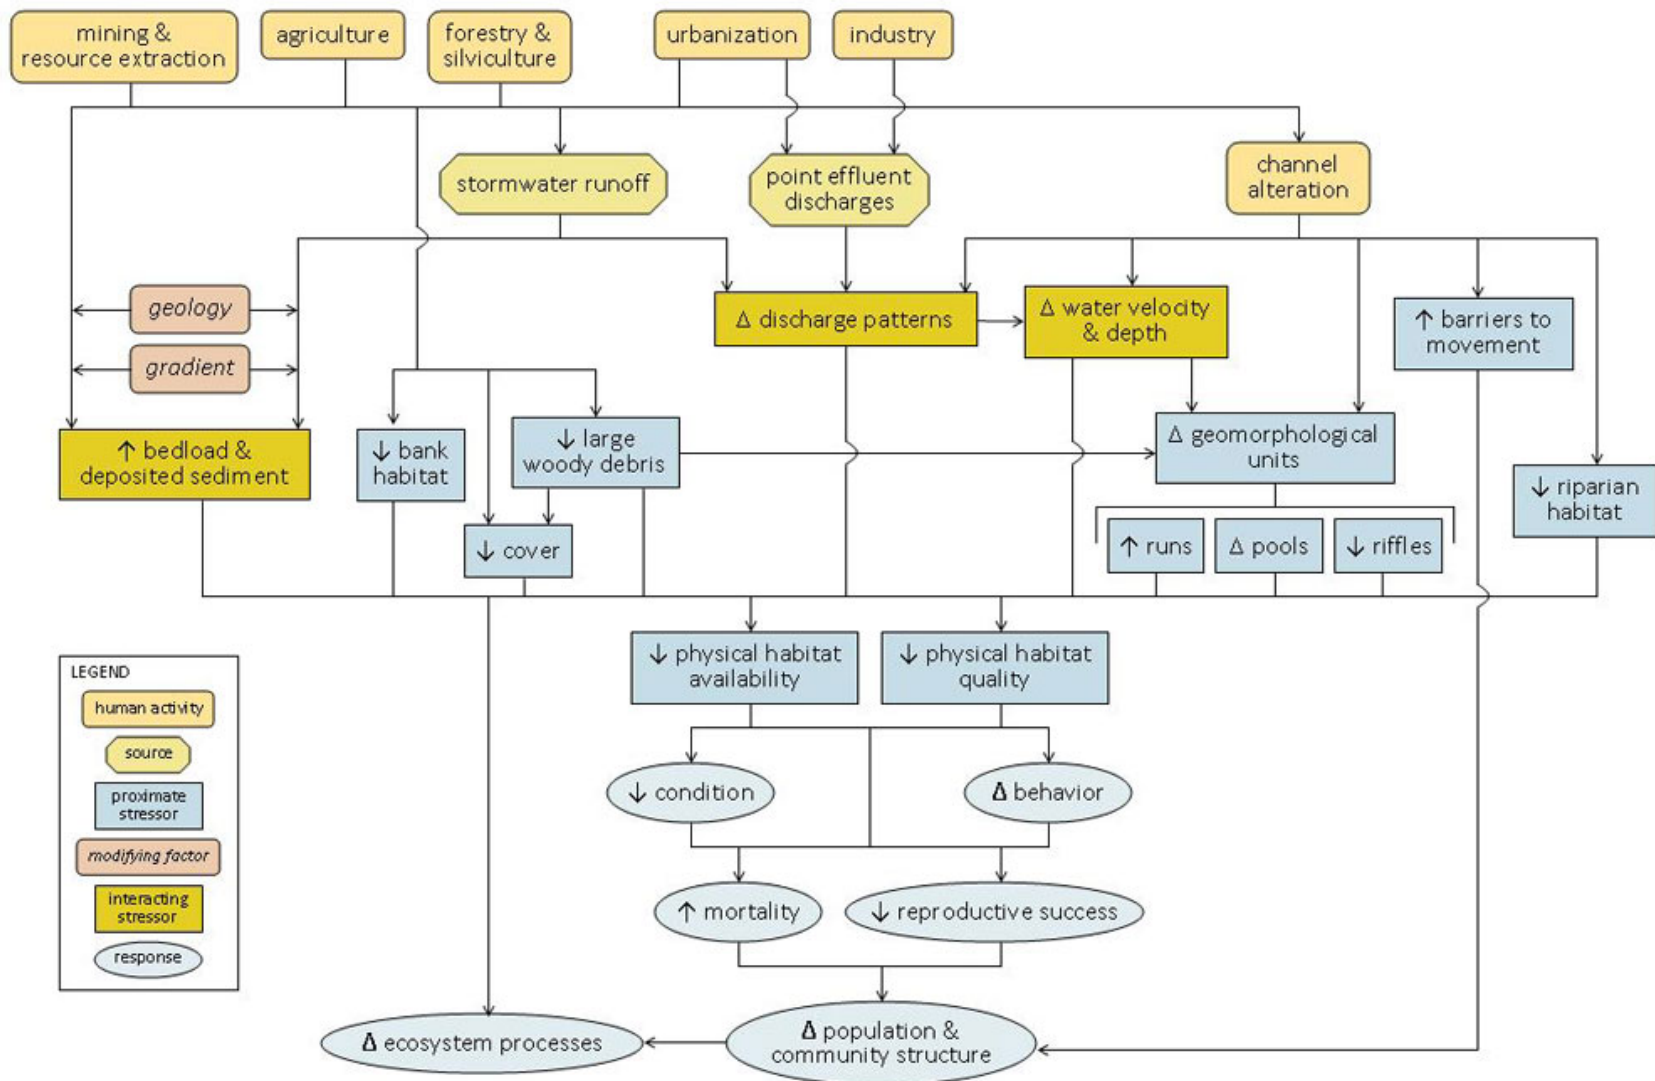 mining &
resource extraction
agriculture
forestry &
silviculture
urbanization
industry
stormwater runoff
point effluent
discharges
channel
alteration
geology
gradient
Δ discharge patterns
Δ water velocity
& depth
↑ barriers to
movement
↑ bedload &
deposited sediment
↓ bank
habitat
↓ large
woody debris
Δ geomorphological
units
↓ riparian
habitat
↓ cover
↑ runs
Δ pools
↓ riffles
↓ physical habitat
availability
↓ physical habitat
quality
↓ condition
Δ behavior
↑ mortality
↓ reproductive success
Δ ecosystem processes
Δ population &
community structure
LEGEND
human activity
source
proximate
stressor
modifying factor
interacting
stressor
response